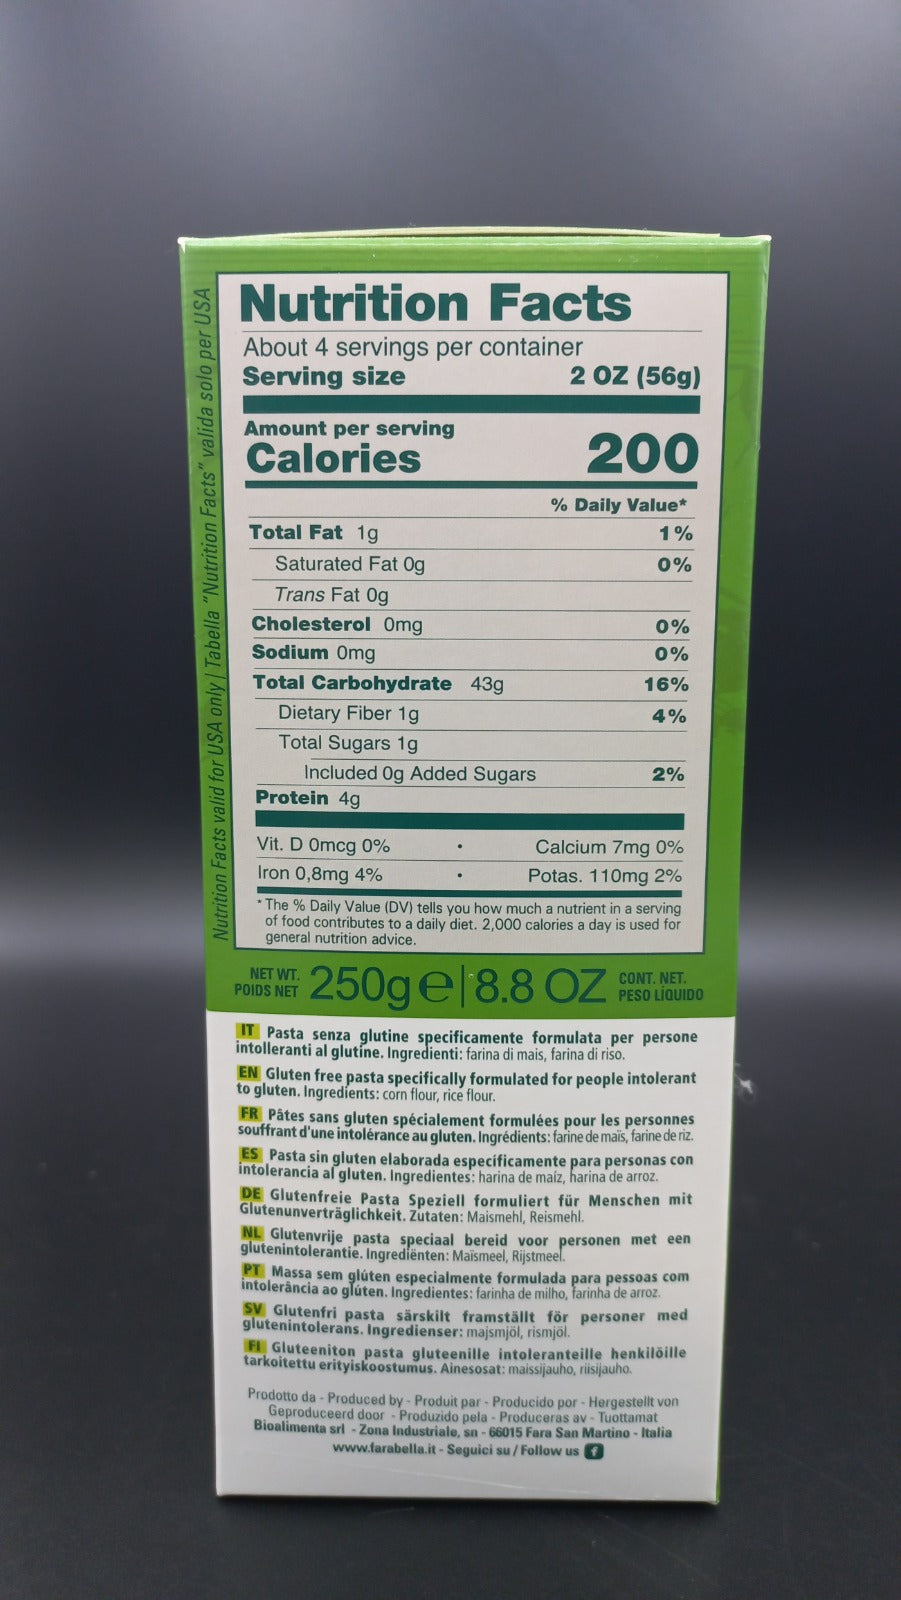 Nutrition Facts valid for USA only | Tabella "Nutrition Facts" valida solo per USA
Nutrition Facts
About 4 servings per container
Serving size 2 OZ (56g)
Amount per serving
Calories 200
% Daily Value*
Total Fat 1g 1%
Saturated Fat 0g 0%
Trans Fat 0g
Cholesterol 0mg 0%
Sodium 0mg 0%
Total Carbohydrate 43g 16%
Dietary Fiber 1g 4%
Total Sugars 1g
Included 0g Added Sugars 2%
Protein 4g
Vit. D 0mcg 0% • Calcium 7mg 0%
Iron 0,8mg 4% • Potas. 110mg 2%
* The % Daily Value (DV) tells you how much a nutrient in a serving
of food contributes to a daily diet. 2,000 calories a day is used for
general nutrition advice.
NET WT.
POIDS NET
250g e | 8.8 OZ
CONT. NET.
PESO LÍQUIDO
IT Pasta senza glutine specificamente formulata per persone
intolleranti al glutine. Ingredienti: farina di mais, farina di riso.
EN Gluten free pasta specifically formulated for people intolerant
to gluten. Ingredients: corn flour, rice flour.
FR Pâtes sans gluten spécialement formulées pour les personnes
souffrant d'une intolérance au gluten. Ingrédients: farine de maïs, farine de riz.
ES Pasta sin gluten elaborada específicamente para personas con
intolerancia al gluten. Ingredientes: harina de maíz, harina de arroz.
DE Glutenfreie Pasta Speziell formuliert für Menschen mit
Glutenunverträglichkeit. Zutaten: Maismehl, Reismehl.
NL Glutenvrije pasta speciaal bereid voor personen met een
glutenintolerantie. Ingrediënten: Maïsmeel, Rijstmeel.
PT Massa sem glúten especialmente formulada para pessoas com
intolerância ao glúten. Ingredientes: farinha de milho, farinha de arroz.
SV Glutenfri pasta särskilt framställt för personer med
glutenintolerans. Ingredienser: majsmjöl, rismjöl.
FI Gluteeniton pasta gluteenille intoleranteille henkilöille
tarkoitettu erityiskoostumus. Ainesosat: maissijauho, riisijauho.
Prodotto da - Produced by - Produit par - Producido por - Hergestellt von
Geproduceerd door - Produzido pela - Produceras av - Tuottamat
Bioalimenta srl - Zona Industriale, sn - 66015 Fara San Martino - Italia
www.farabella.it - Seguici su / Follow us f